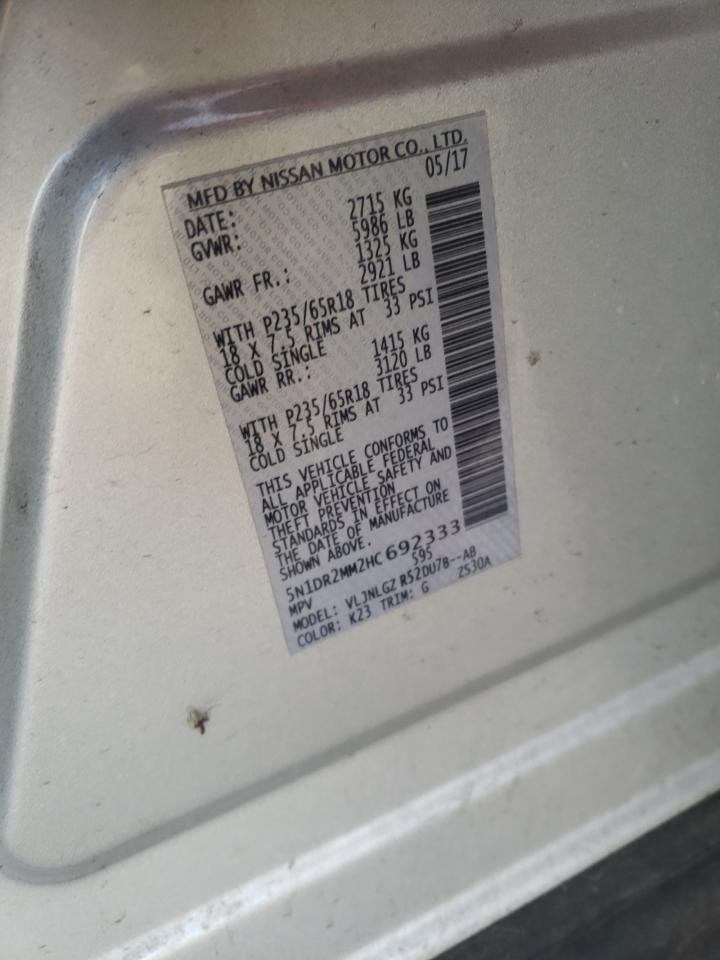 MFD BY NISSAN MOTOR CO., LTD.
DATE: 05/17
GVWR: 2715 KG
5986 LB
GAWR FR.: 1325 KG
2921 LB
WITH P235/65R18 TIRES
18 X 7.5 RIMS AT 33 PSI
COLD SINGLE
GAWR RR.: 1415 KG
3120 LB
WITH P235/65R18 TIRES
18 X 7.5 RIMS AT 33 PSI
COLD SINGLE
THIS VEHICLE CONFORMS TO
ALL APPLICABLE FEDERAL
MOTOR VEHICLE SAFETY AND
THEFT PREVENTION
STANDARDS IN EFFECT ON
THE DATE OF MANUFACTURE
SHOWN ABOVE.
5N1DR2MM2HC692333
MPV S95
MODEL: VLJNLGZ R52DU7B--AB
COLOR: K23 TRIM: G ZS30A